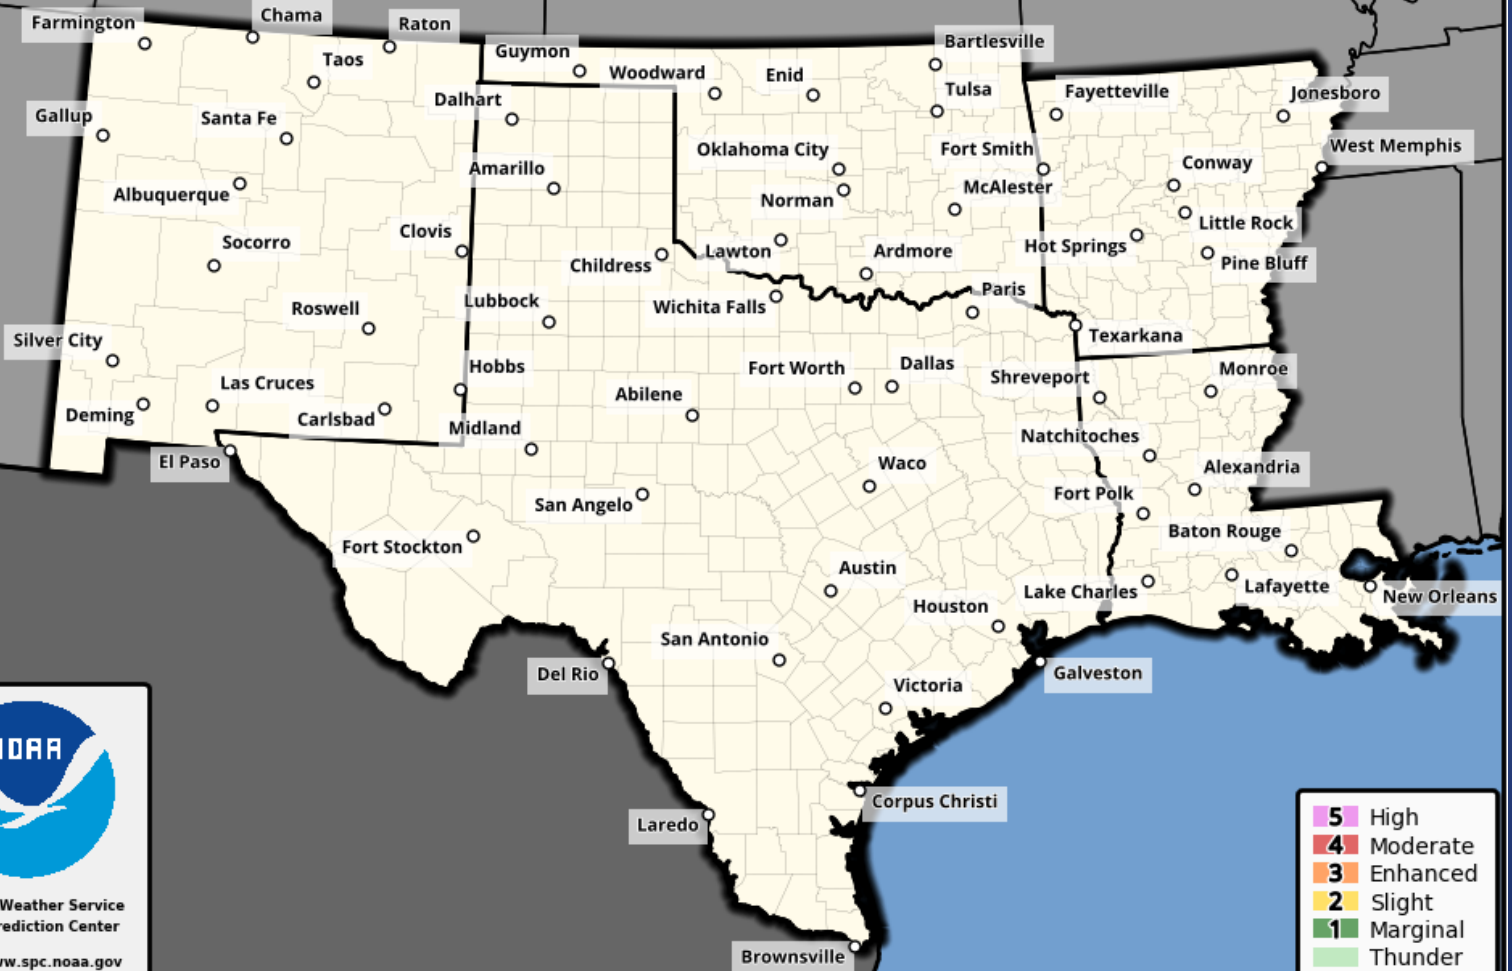 Farmington
Chama
Raton
Guymon
Bartlesville
Taos
Woodward
Enid
Tulsa
Fayetteville
Jonesboro
Dalhart
Gallup
Santa Fe
Oklahoma City
Fort Smith
West Memphis
Amarillo
Conway
Albuquerque
Norman
McAlester
Little Rock
Clovis
Socorro
Childress
Lawton
Ardmore
Hot Springs
Pine Bluff
Roswell
Lubbock
Wichita Falls
Paris
Texarkana
Silver City
Hobbs
Fort Worth
Dallas
Shreveport
Monroe
Las Cruces
Abilene
Deming
Carlsbad
Midland
Natchitoches
El Paso
Waco
Alexandria
San Angelo
Fort Polk
Fort Stockton
Baton Rouge
Austin
Lake Charles
Lafayette
New Orleans
Houston
San Antonio
Del Rio
Galveston
Victoria
Corpus Christi
Laredo
Brownsville
NOAA
Weather Service
rediction Center
w.spc.noaa.gov
5 High
4 Moderate
3 Enhanced
2 Slight
1 Marginal
Thunder